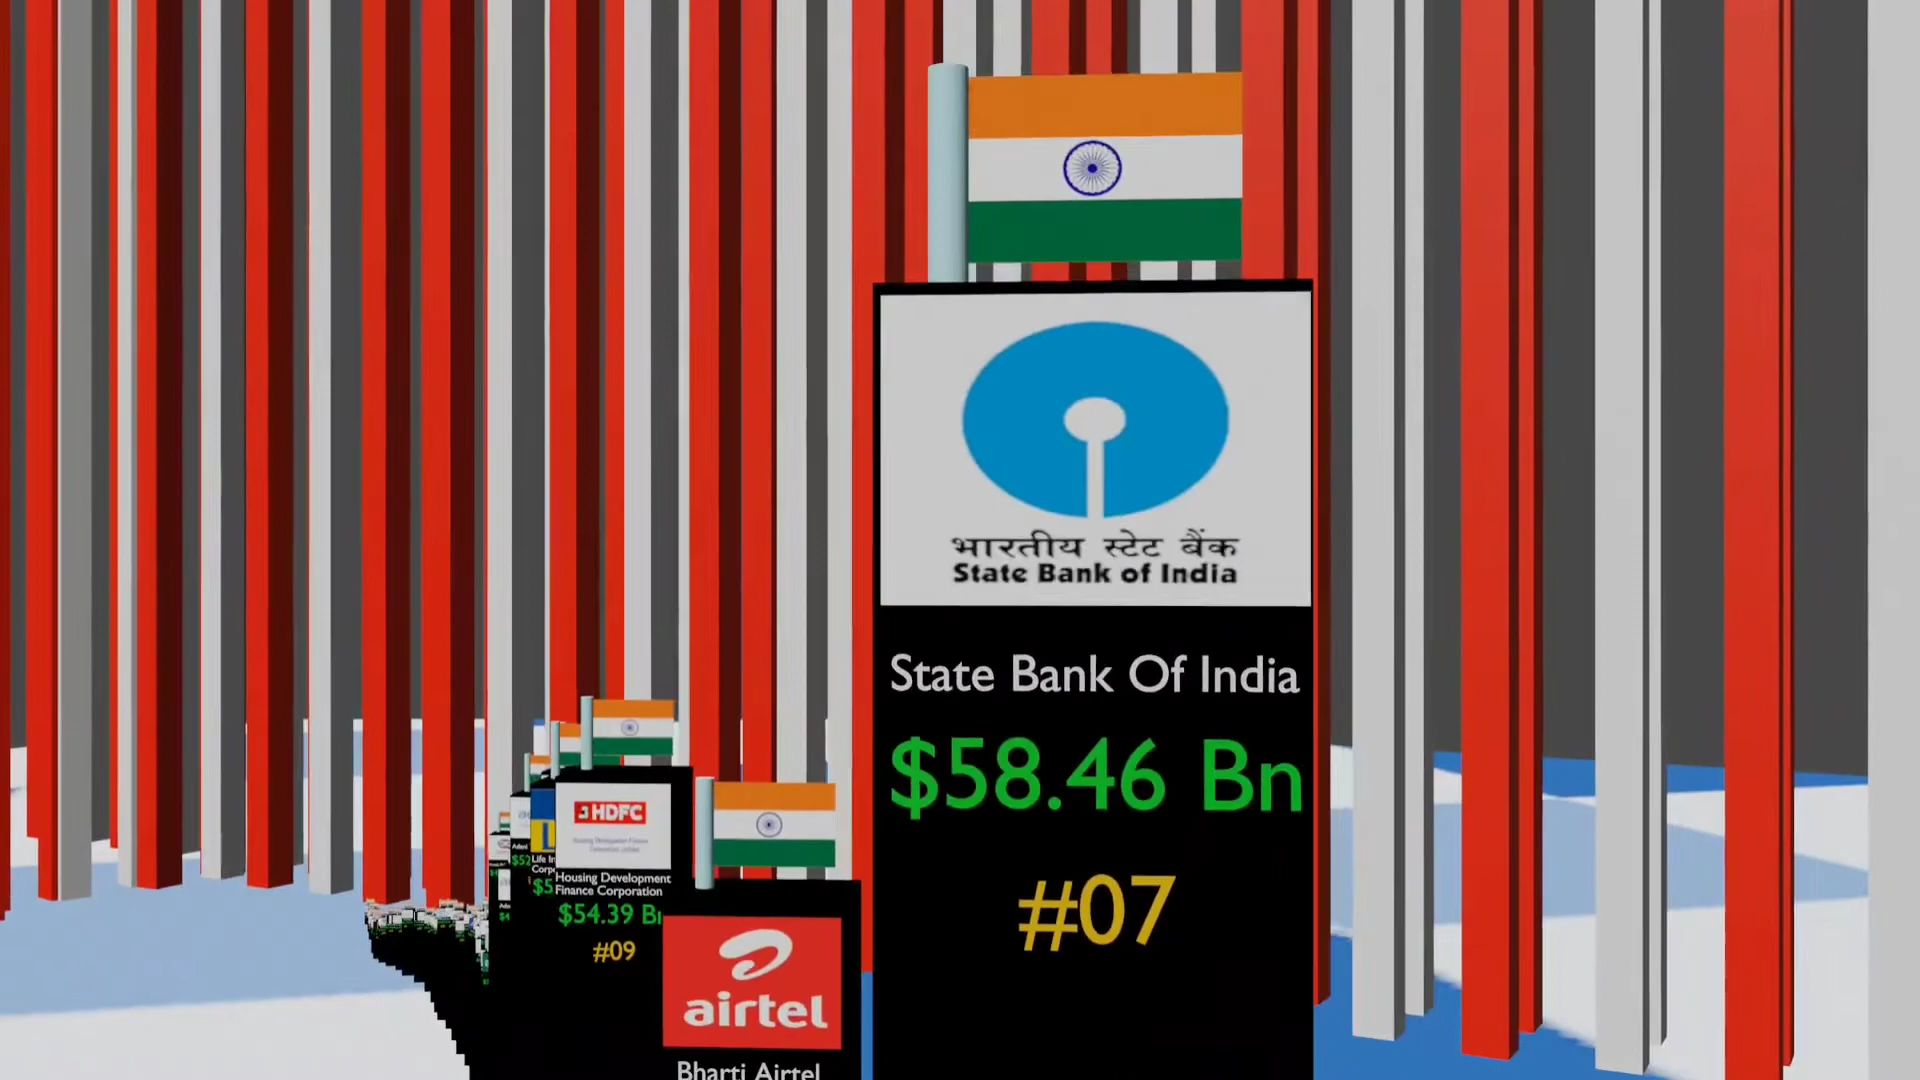 भारतीय स्टेट बैंक
State Bank of India
State Bank Of India
$58.46 Bn
#07
HDFC
Housing Development
Finance Corporation
$54.39 Bn
#09
airtel
Bharti Airtel